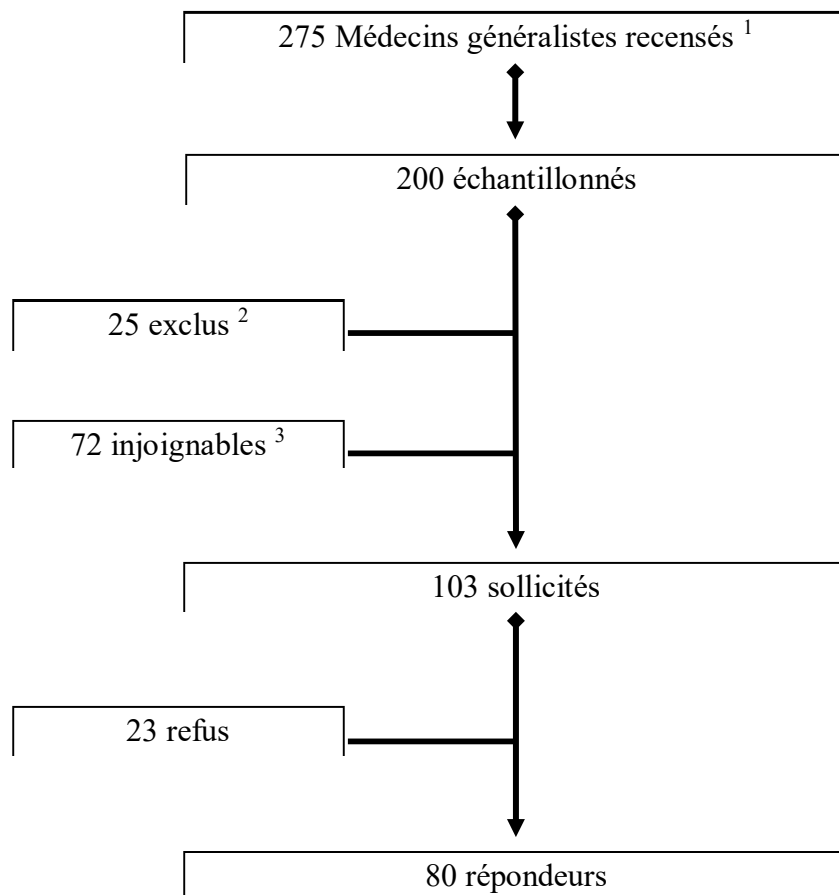 275 Médecins généralistes recensés ¹
200 échantillonnés
25 exclus ²
72 injoignables ³
103 sollicités
23 refus
80 répondeurs